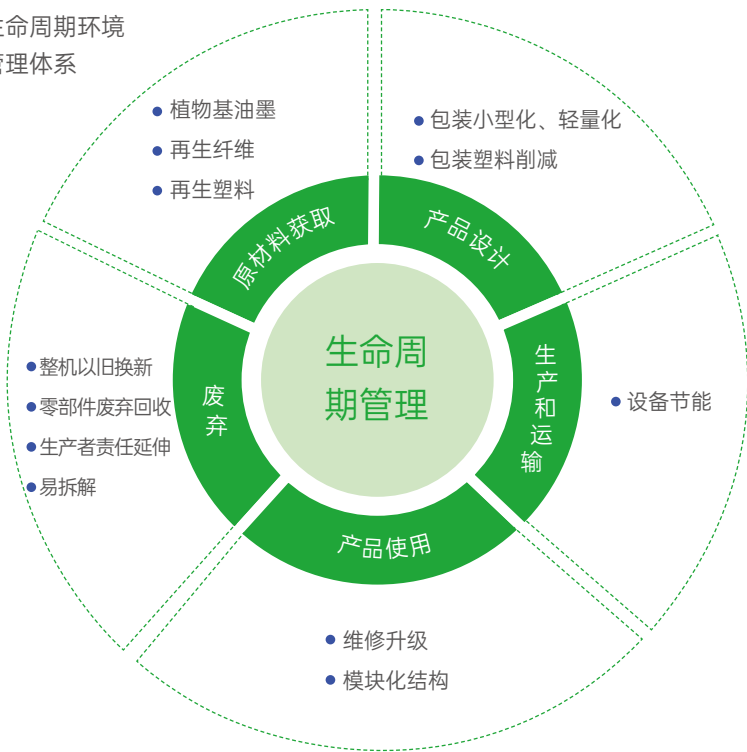 生命周期环境
管理体系
植物基油墨
再生纤维
再生塑料
包装小型化、轻量化
包装塑料削减
原材料获取
产品设计
生命周
期管理
生产和运输
设备节能
废弃
整机以旧换新
零部件废弃回收
生产者责任延伸
易拆解
产品使用
维修升级
模块化结构